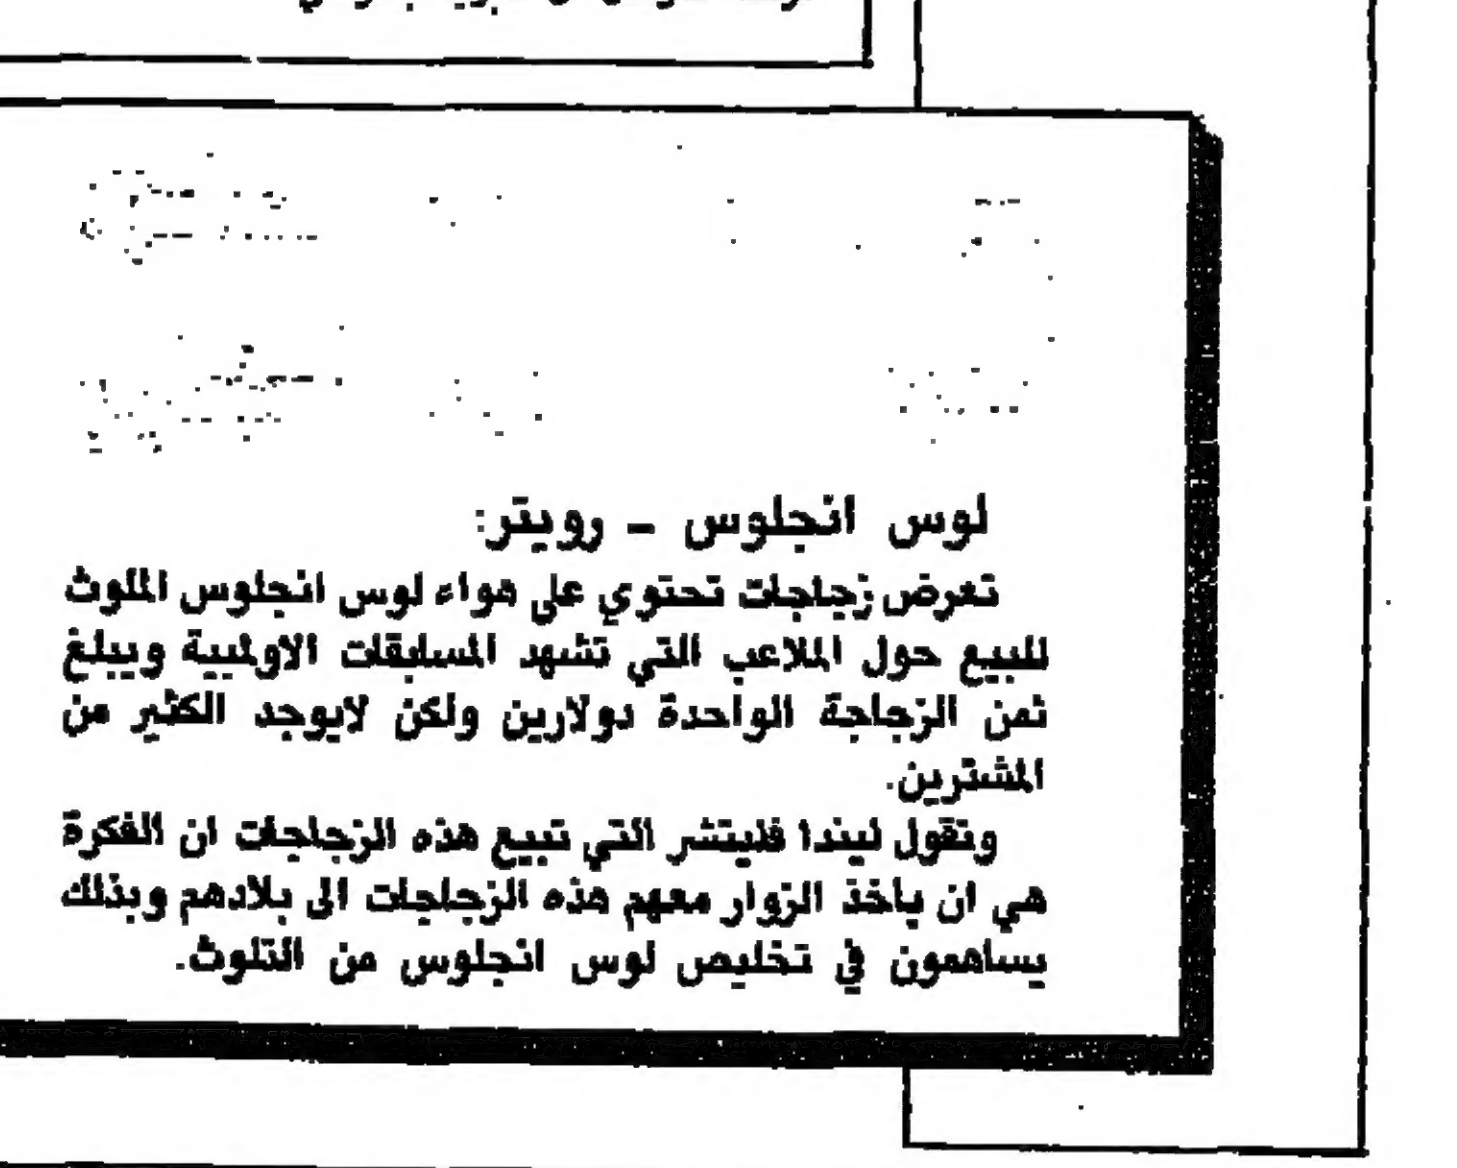 لوس انجلوس - رويتر:
تعرض زجاجات تحتوي على هواء لوس انجلوس الملوث
للبيع حول الملاعب التي تشهد المسابقات الاولمبية ويبلغ
ثمن الزجاجة الواحدة دولارين ولكن لايوجد الكثير من
المشترين.
وتقول ليندا فليتشر التي تبيع هذه الزجاجات ان الفكرة
هي ان يأخذ الزوار معهم هذه الزجاجات الى بلادهم وبذلك
يساهمون في تخليص لوس انجلوس من التلوث.